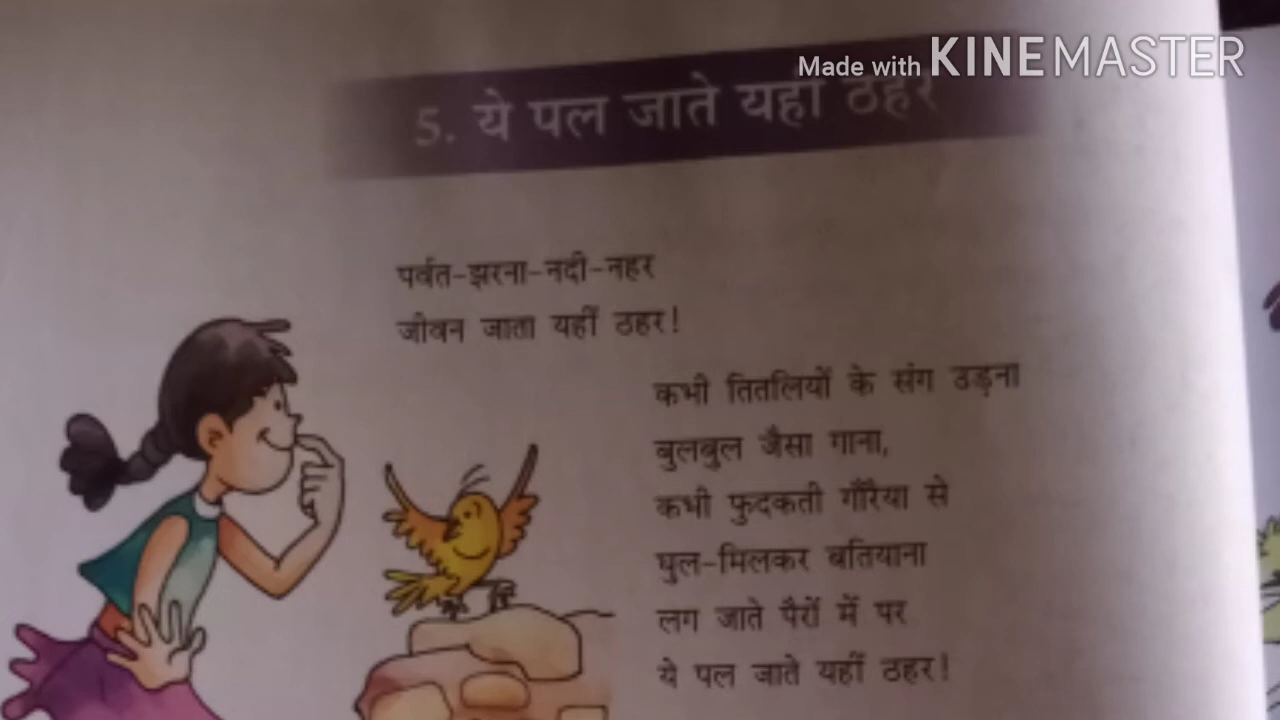 Made with KINEMASTER
5. ये पल जाते यहीं ठहर
पर्वत-झरना-नदी-नहर
जीवन जाता यहीं ठहर!
कभी तितलियों के संग उड़ना
बुलबुल जैसा गाना,
कभी फुदकती गौरैया से
घुल-मिलकर बतियाना
लग जाते पैरों में पर
ये पल जाते यहीं ठहर!